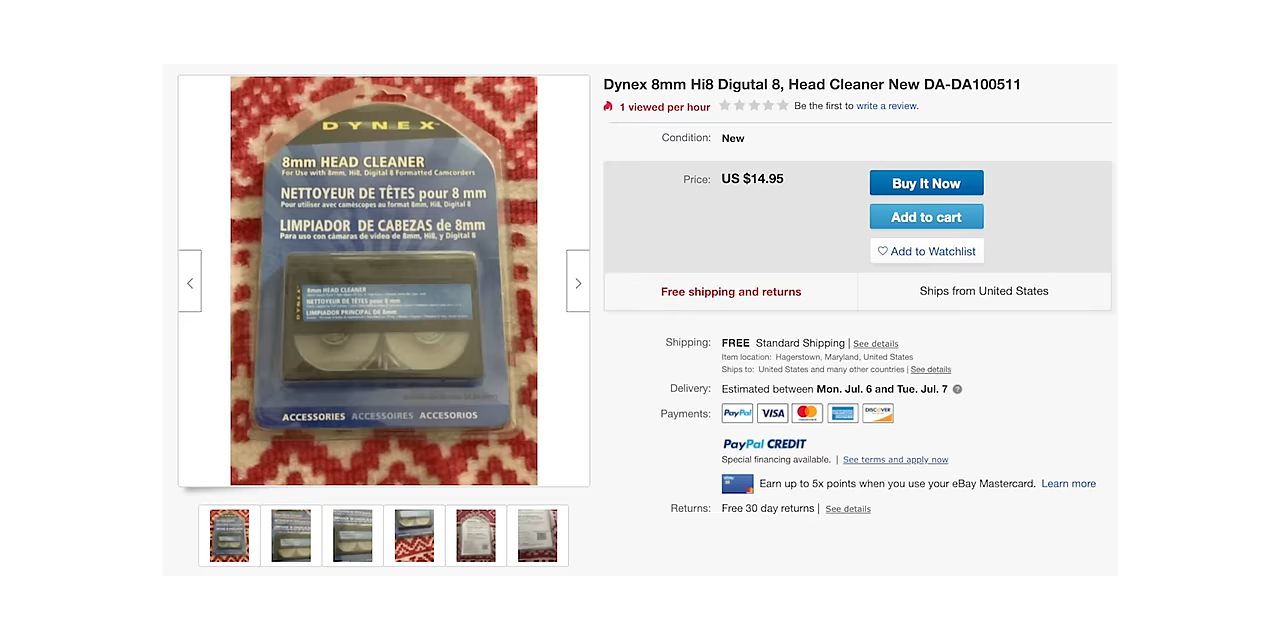 Dynex 8mm Hi8 Digutal 8, Head Cleaner New DA-DA100511
1 viewed per hour Be the first to write a review.
Condition: New
Price: US $14.95
Buy It Now
Add to cart
Add to Watchlist
Free shipping and returns
Ships from United States
Shipping: FREE Standard Shipping | See details
Item location: Hagerstown, Maryland, United States
Ships to: United States and many other countries | See details
Delivery: Estimated between Mon. Jul. 6 and Tue. Jul. 7 ?
Payments: PayPal VISA DISCOVER
PayPal CREDIT
Special financing available. | See terms and apply now
Earn up to 5x points when you use your eBay Mastercard. Learn more
Returns: Free 30 day returns | See details
DYNEX
8mm HEAD CLEANER
For Use with 8mm, Hi8, Digital 8 Formatted Camcorders
NETTOYEUR DE TÊTES pour 8 mm
Pour utiliser avec caméscopes au format 8mm, Hi8, Digital 8
LIMPIADOR DE CABEZAS de 8mm
Para uso con cámaras de video de 8mm, Hi8, y Digital 8
DYNEX
8mm HEAD CLEANER
NETTOYEUR DE TÊTES pour 8 mm
LIMPIADOR PRINCIPAL DE 8mm
ACCESSORIES ACCESSOIRES ACCESORIOS